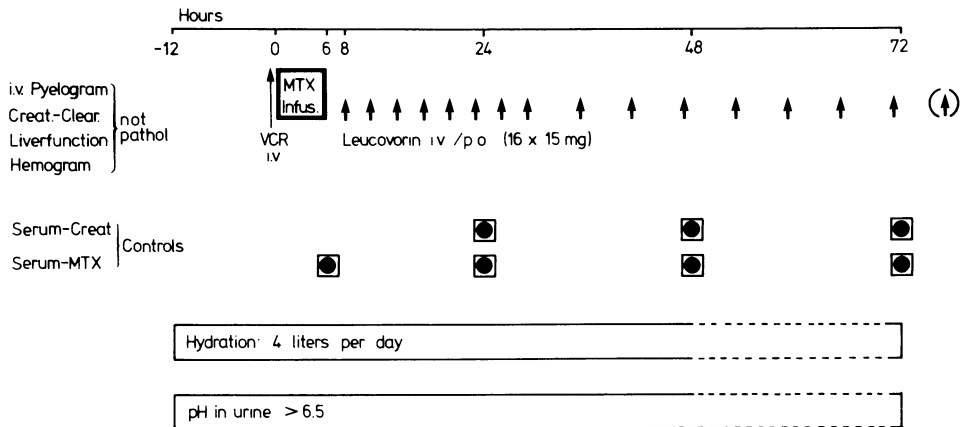 Hours
-12 0 6 8 24 48 72
i.v. Pyelogram
Creat.-Clear.
Liverfunction
Hemogram
not
pathol
MTX
Infus.
VCR
i.v
Leucovorin i v /p o (16 x 15 mg)
( )
Serum-Creat
Serum-MTX
Controls
Hydration: 4 liters per day
pH in urine > 6.5